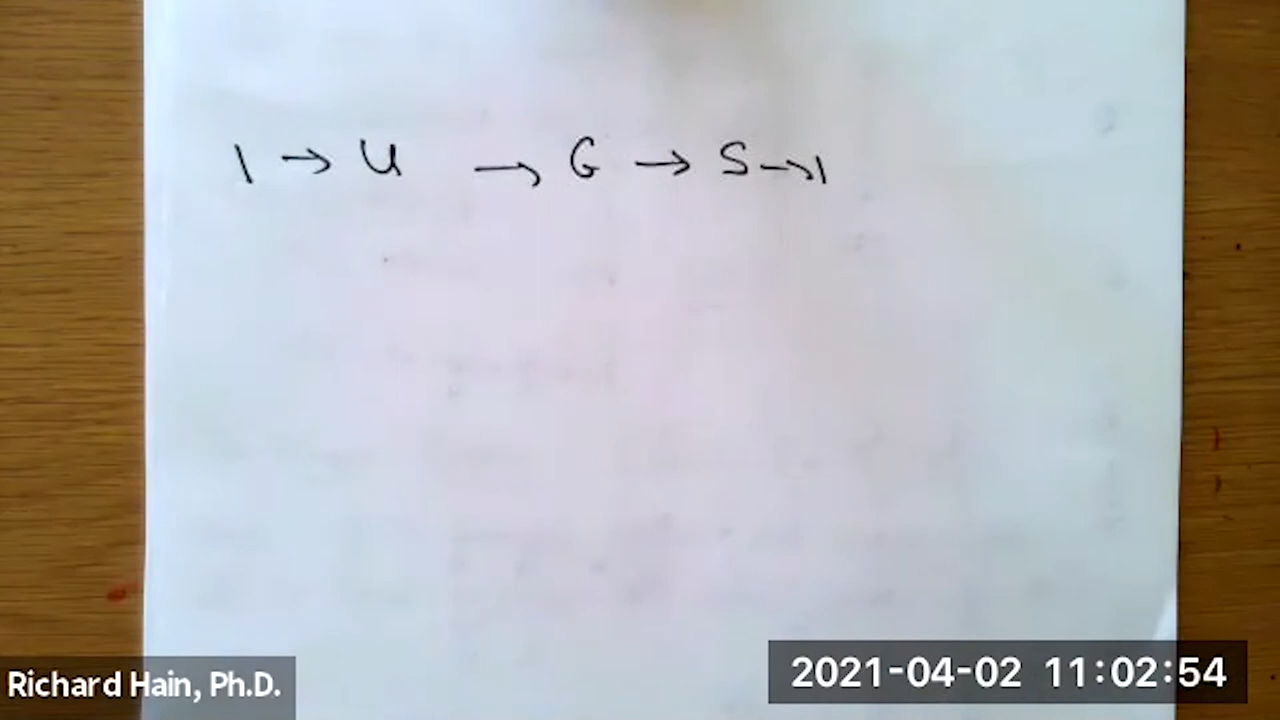 1 → U → G → S → 1
Richard Hain, Ph.D.
2021-04-02 11:02:54